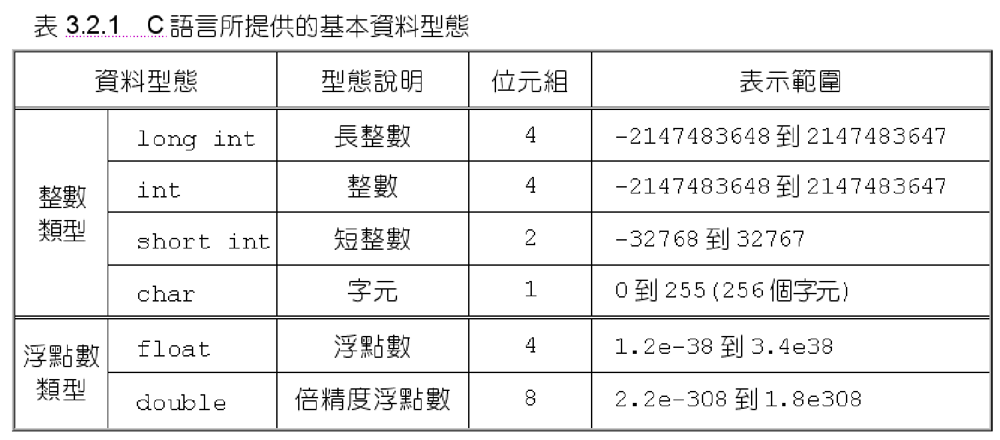 表 3.2.1 C 語言所提供的基本資料型態
資料型態 型態說明 位元組 表示範圍
整數
類型
long int 長整數 4 -2147483648 到 2147483647
int 整數 4 -2147483648 到 2147483647
short int 短整數 2 -32768 到 32767
char 字元 1 0 到 255(256 個字元)
浮點數
類型
float 浮點數 4 1.2e-38 到 3.4e38
double 倍精度浮點數 8 2.2e-308 到 1.8e308